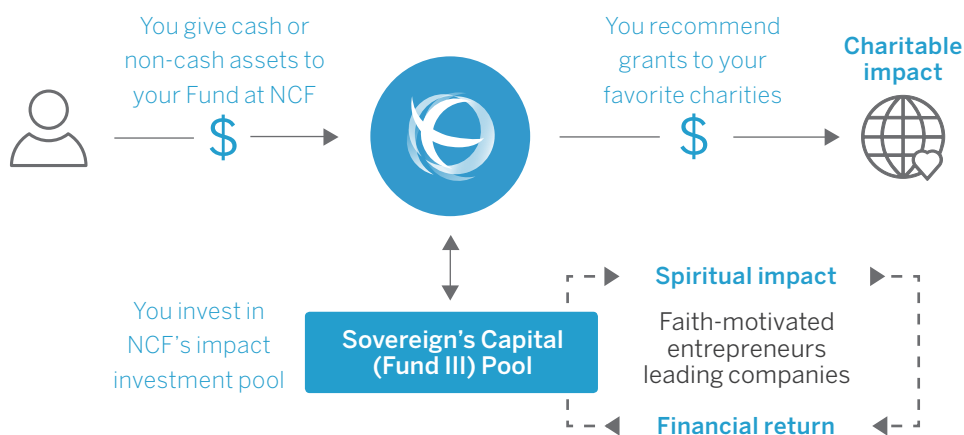 You give cash or
non-cash assets to
your Fund at NCF
$
You recommend
grants to your
favorite charities
$
Charitable
impact
You invest in
NCF's impact
investment pool
Sovereign's Capital
(Fund III) Pool
Spiritual impact
Faith-motivated
entrepreneurs
leading companies
Financial return